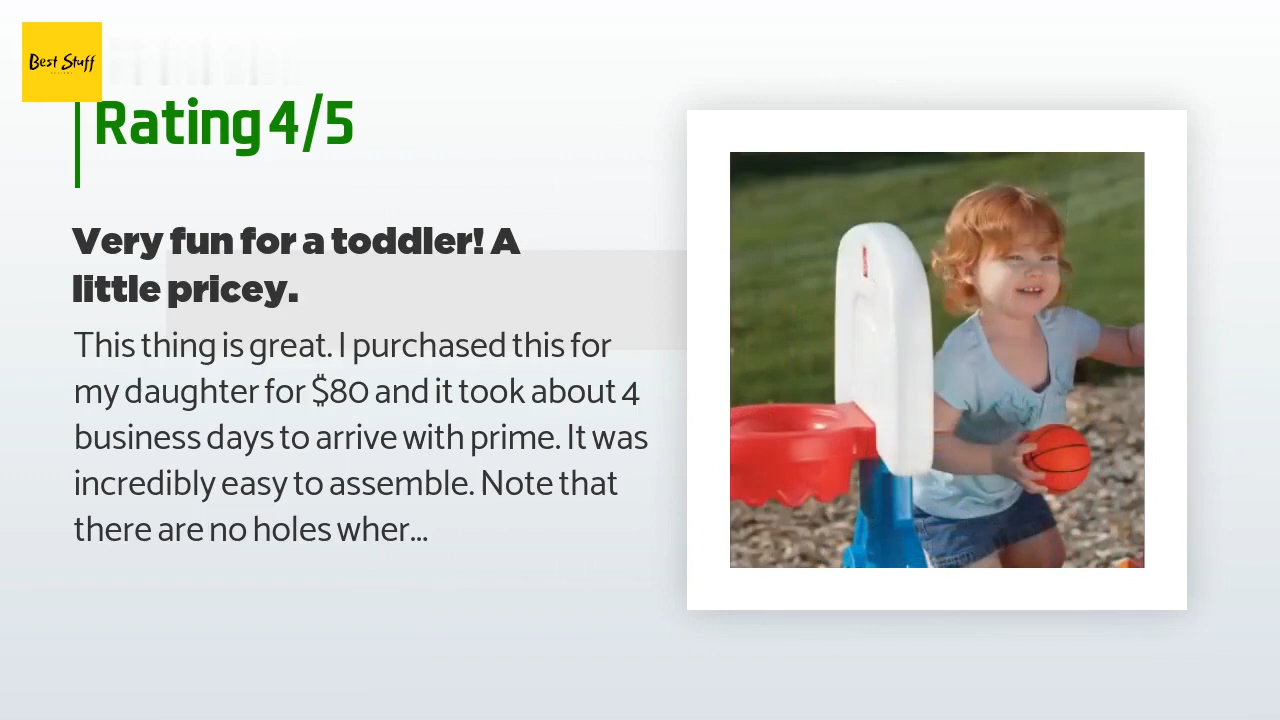 Best Stuff
Rating 4/5
Very fun for a toddler! A
little pricey.
This thing is great. I purchased this for
my daughter for $80 and it took about 4
business days to arrive with prime. It was
incredibly easy to assemble. Note that
there are no holes wher...